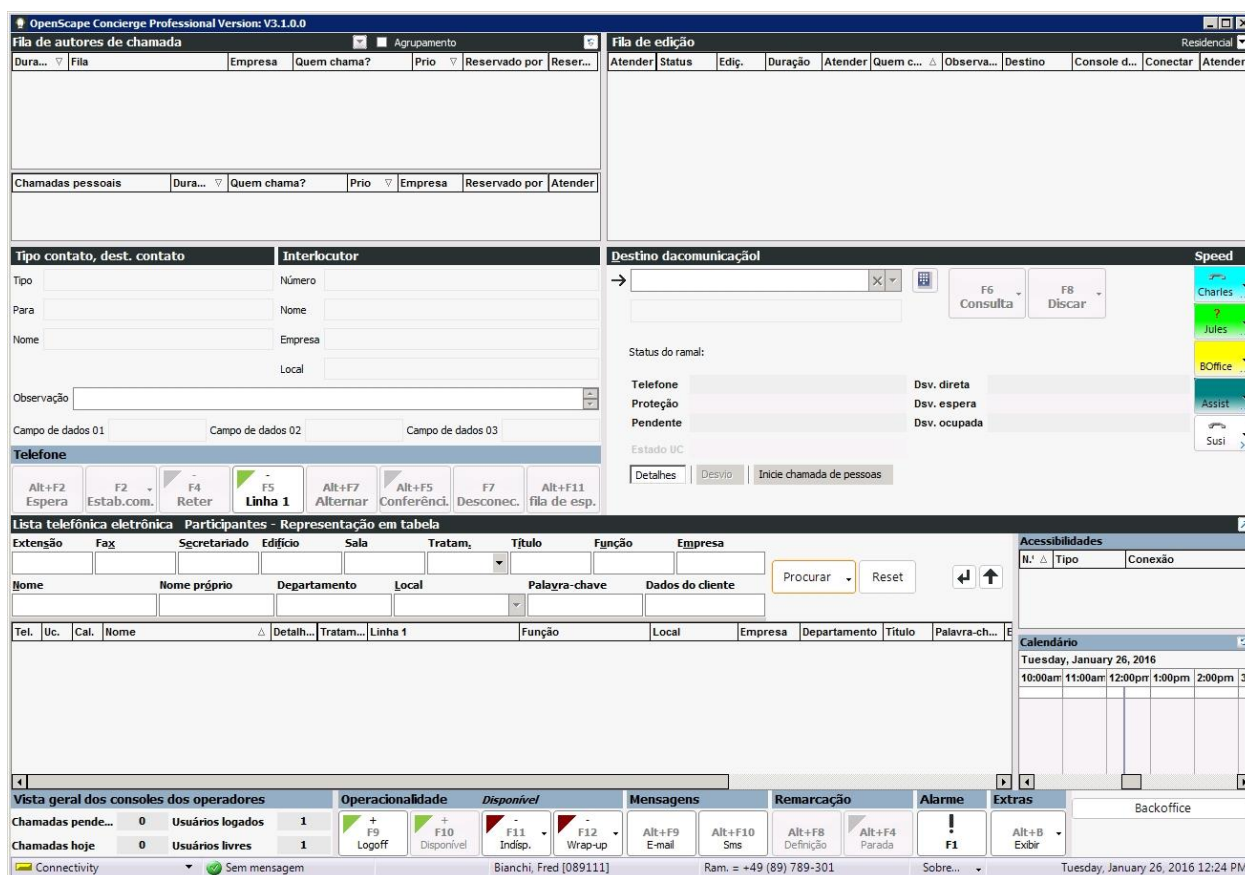 OpenScape Concierge Professional Version: V3.1.0.0
Fila de autores de chamada Agrupamento
Dura... Fila Empresa Quem chama? Prio Reservado por Reser...
Chamadas pessoais Dura... Quem chama? Prio Empresa Reservado por Atender
Fila de edição Residencial
Atender Status Ediç. Duração Atender Quem c... Observa... Destino Console d... Conectar Atender
Tipo contato, dest. contato Interlocutor
Tipo Número
Para Nome
Nome Empresa
Local
Observação
Campo de dados 01 Campo de dados 02 Campo de dados 03
Telefone
Alt+F2 F2 - F4 - F5 Alt+F7 Alt+F5 F7 Alt+F11
Espera Estab.com. Reter Linha 1 Alternar Conferênci. Desconec. fila de esp.
Destino dacomunicaçãol
F6 F8
Consulta Discar
Status do ramal:
Telefone Dsv. direta
Proteção Dsv. espera
Pendente Dsv. ocupada
Estado UC
Detalhes Desvio Inicie chamada de pessoas
Speed
Charles
?
Jules
BOffice
Assist
Susi
Lista telefônica eletrônica Participantes - Representação em tabela
Extensão Fax Secretariado Edifício Sala Tratam. Título Função Empresa
Procurar Reset
Nome Nome próprio Departamento Local Palavra-chave Dados do cliente
Tel. Uc. Cal. Nome Detalh... Tratam... Linha 1 Função Local Empresa Departamento Título Palavra-ch... E
Acessibilidades
N.º Tipo Conexão
Calendário
Tuesday, January 26, 2016
10:00am 11:00am 12:00pm 1:00pm 2:00pm 3
Vista geral dos consoles dos operadores
Chamadas pende... 0 Usuários logados 1
Chamadas hoje 0 Usuários livres 1
Operacionalidade Disponível Mensagens Remarcação Alarme Extras
+ F9 + F10 - F11 - F12 Alt+F9 Alt+F10 Alt+F8 Alt+F4 ! Alt+B
Logoff Disponível Indísp. Wrap-up E-mail Sms Definição Parada F1 Exibir
Backoffice
Connectivity Sem mensagem Bianchi, Fred [089111] Ram. = +49 (89) 789-301 Sobre... Tuesday, January 26, 2016 12:24 PM